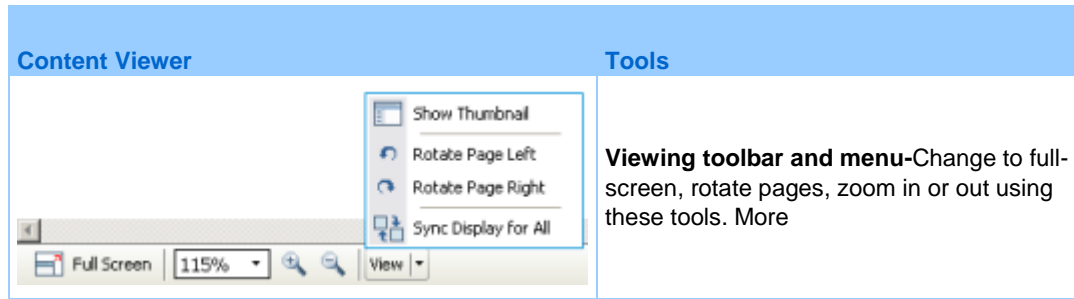 Content Viewer
Tools
Show Thumbnail
Rotate Page Left
Rotate Page Right
Sync Display for All
Full Screen
115%
View
Viewing toolbar and menu-Change to full-
screen, rotate pages, zoom in or out using
these tools. More